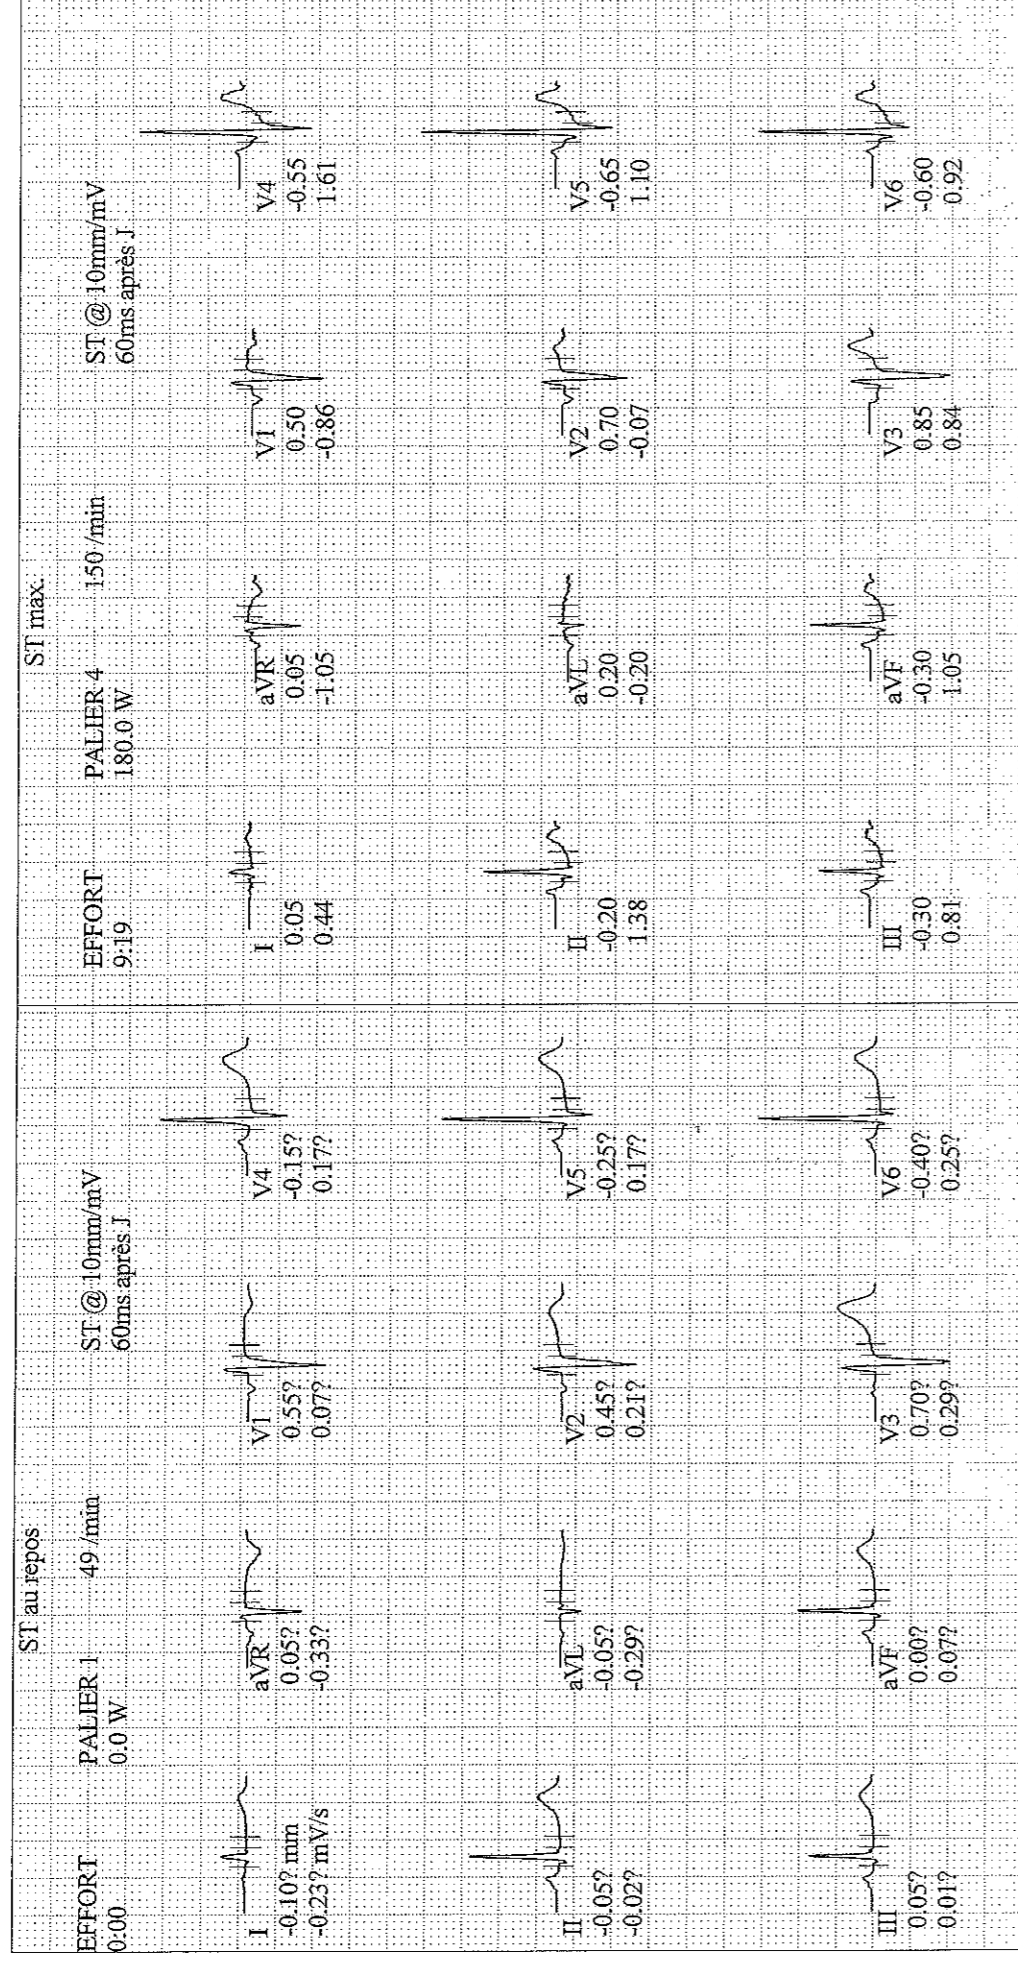 ST au repos
EFFORT PALIER 1 49 /min ST @ 10mm/mV
0:00 0.0 W 60ms après J
I
-0.10? mm
-0.23? mV/s
aVR
0.05?
-0.33?
V1
0.55?
0.07?
V4
-0.15?
0.17?
II
-0.05?
-0.02?
aVL
-0.05?
-0.29?
V2
0.45?
0.21?
V5
-0.25?
0.17?
III
0.05?
0.01?
aVF
0.00?
0.07?
V3
0.70?
0.29?
V6
-0.40?
0.25?
ST max.
EFFORT PALIER 4 150 /min ST @ 10mm/mV
9:19 180.0 W 60ms après J
I
0.05
0.44
aVR
0.05
-1.05
V1
0.50
-0.86
V4
-0.55
1.61
II
-0.20
1.38
aVL
0.20
-0.20
V2
0.70
-0.07
V5
-0.65
1.10
III
-0.30
0.81
aVF
-0.30
1.05
V3
0.85
0.84
V6
-0.60
0.92